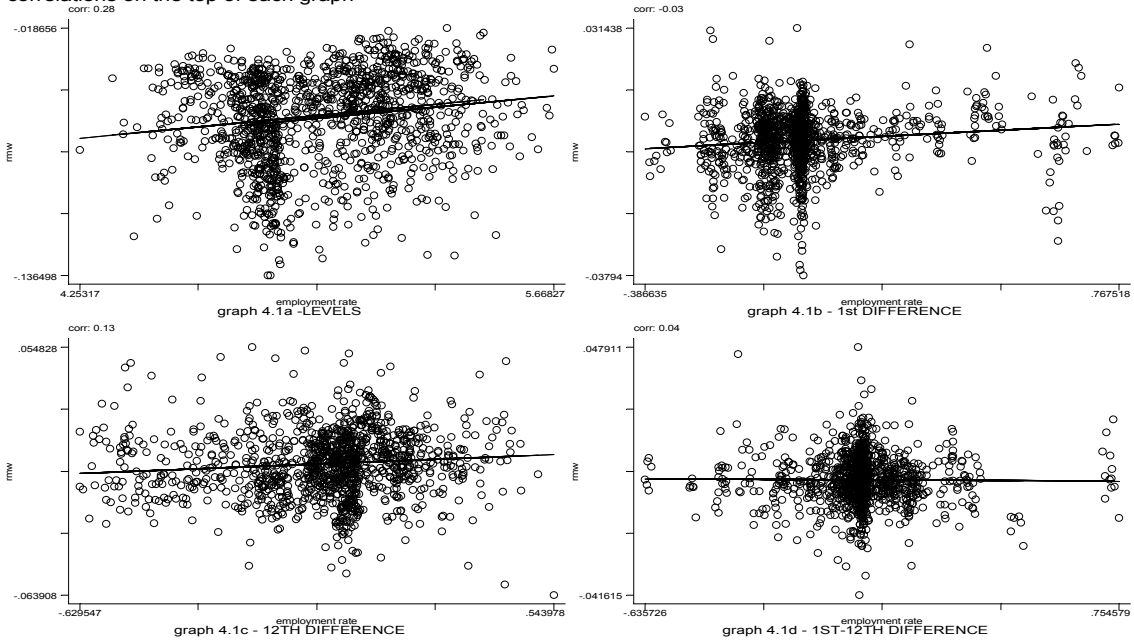 correlations on the top of each graph
corr: 0.28
-.018656
rmw
-.136498
4.25317
5.66827
employment rate
graph 4.1a -LEVELS
corr: -0.03
.031438
rmw
-.03794
-.386635
.767518
employment rate
graph 4.1b - 1st DIFFERENCE
corr: 0.13
.054828
rmw
-.063908
-.629547
.543978
employment rate
graph 4.1c - 12TH DIFFERENCE
corr: 0.04
.047911
rmw
-.041615
-.635726
.754579
employment rate
graph 4.1d - 1ST-12TH DIFFERENCE